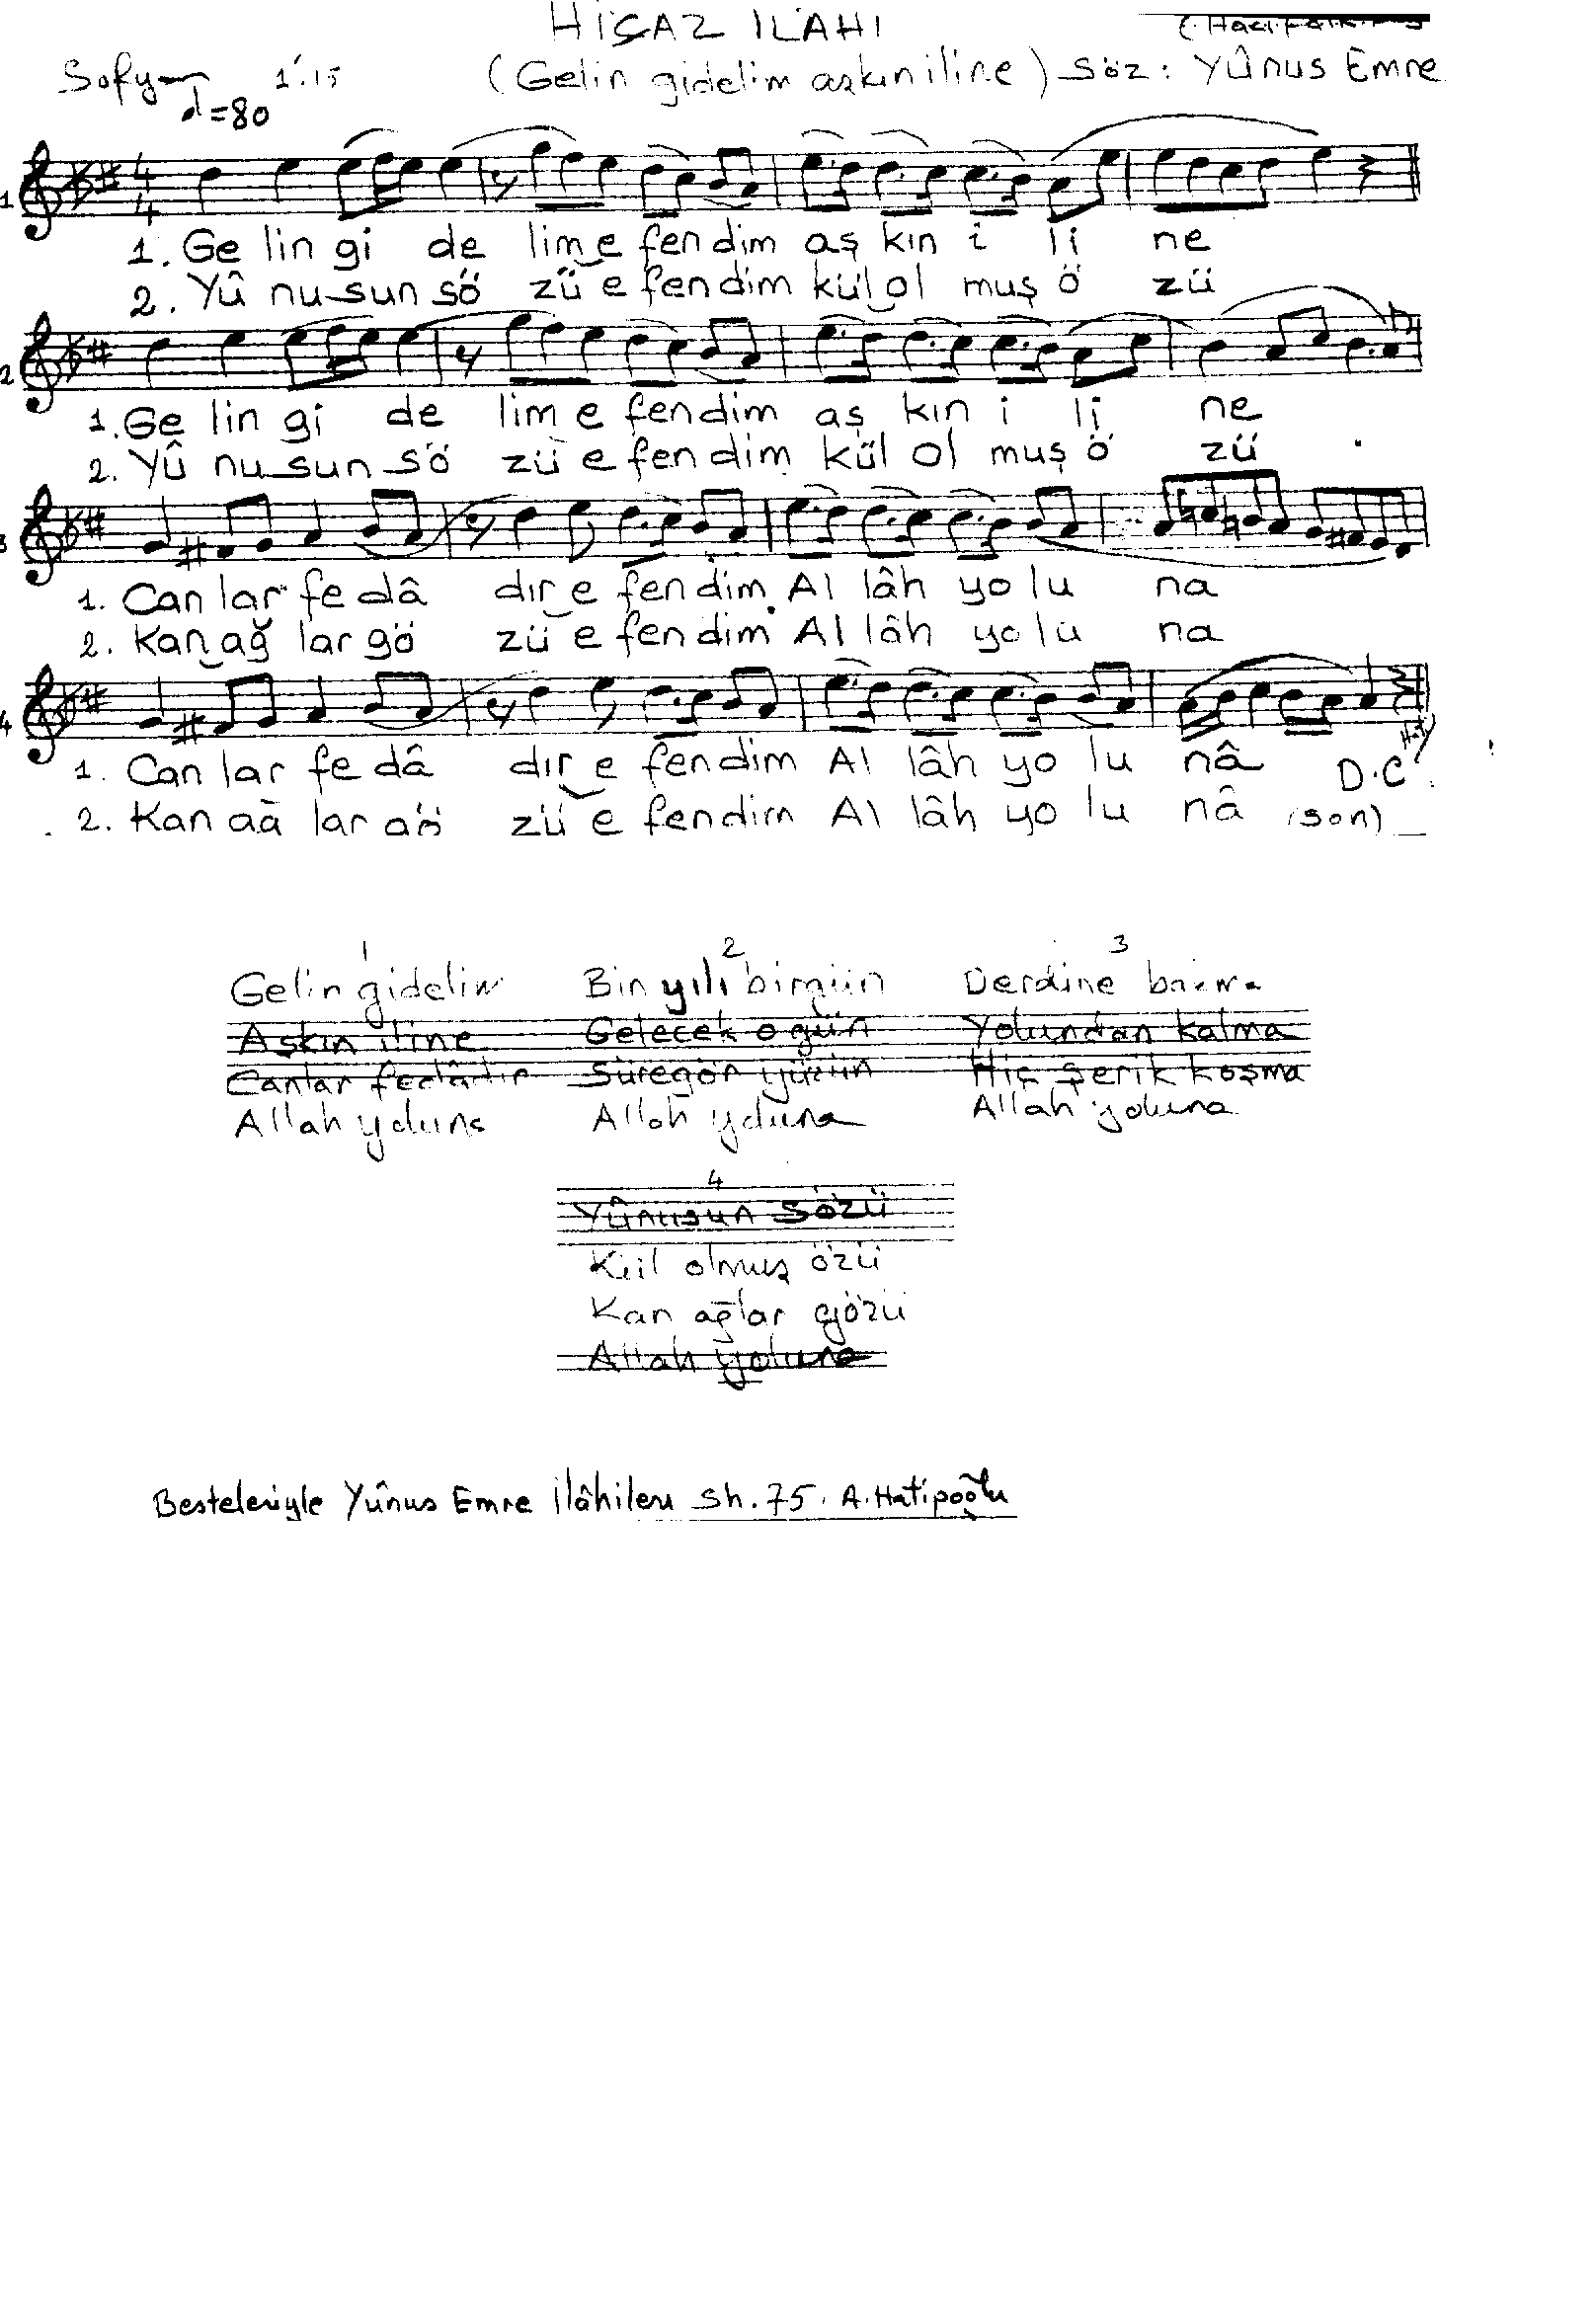 HİCAZ İLAHİ
Sofyan 1'.15 (Gelin gidelim aşkın iline) Söz: Yûnus Emre
♩=80
4
4
1
1. Ge lin gi de lim e fen dim aş kın i li ne
2. Yû nu sun sö zü e fen dim kül ol muş ö zü
2
1. Ge lin gi de lim e fen dim aş kın i li ne
2. Yû nu sun sö zü e fen dim kül ol muş ö zü
3
1. Can lar fe dâ dır e fen dim Al lâh yo lu na
2. Kan ağ lar gö zü e fen dim Al lâh yo lu na
4
1. Can lar fe dâ dır e fen dim Al lâh yo lu nâ D.C
2. Kan ağ lar gö zü e fen dim Al lâh yo lu nâ (son)
1
Gelin gidelim
Aşkın iline
Canlar fedâdır
Allah yoluna
2
Bin yılı birgün
Gelecek o gün
Süregör yüzün
Allah yoluna
3
Derdine bakma
Yolundan kalma
Hiç şerik koşma
Allah yoluna
4
Yûnusun sözü
Kül olmuş özü
Kan ağlar gözü
Allah yoluna
Besteleriyle Yûnus Emre İlâhileri Sh. 75. A. Hatipoğlu